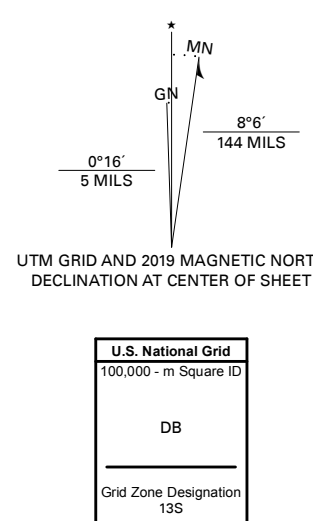 ★
MN
GN
8°6´
144 MILS
0°16´
5 MILS
UTM GRID AND 2019 MAGNETIC NORT
DECLINATION AT CENTER OF SHEET
U.S. National Grid
100,000 - m Square ID
DB
Grid Zone Designation
13S